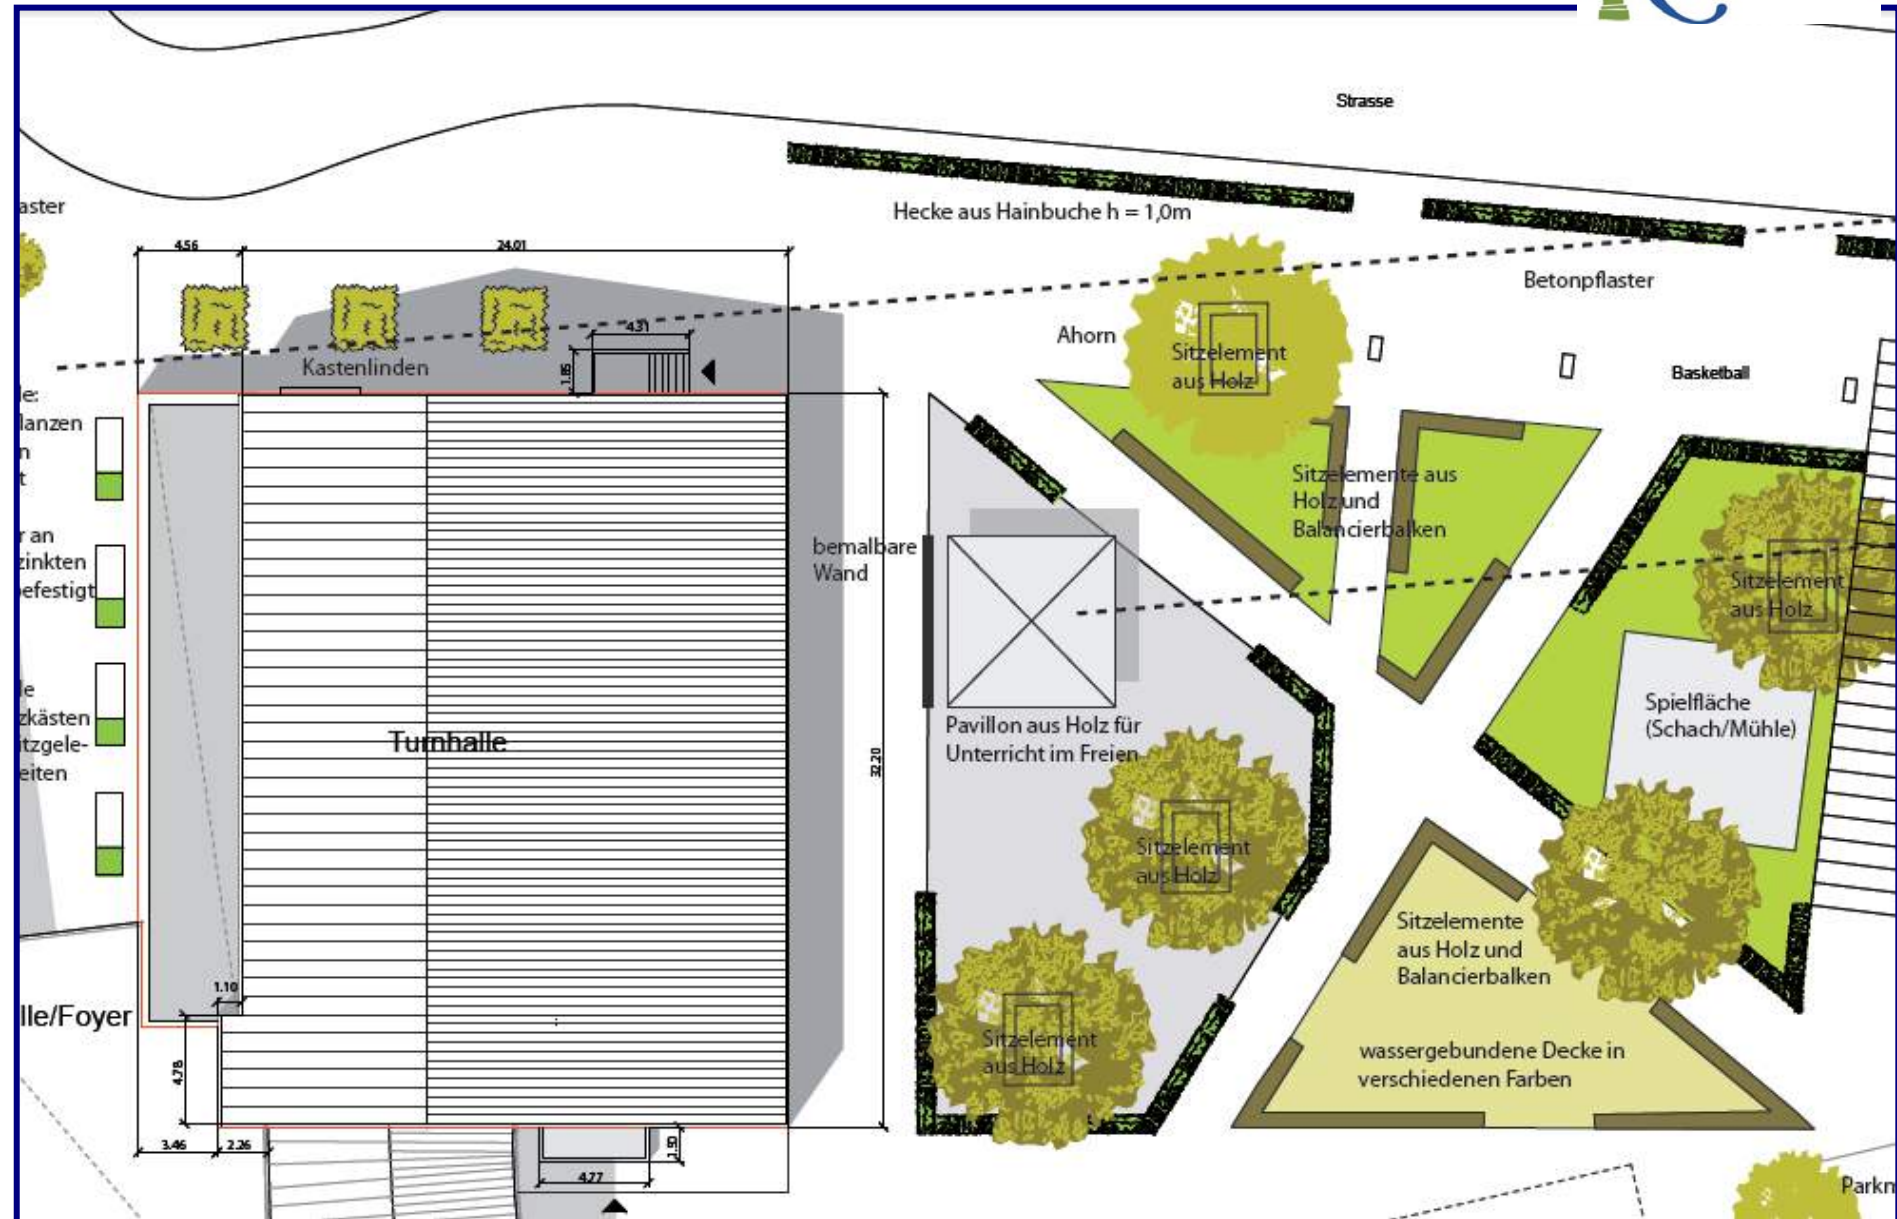 Strasse
aster
Hecke aus Hainbuche h = 1,0m
4.56
24.01
Betonpflaster
4.31
Ahorn
Kastenlinden
1.85
Sitzelement
aus Holz
Basketball
le:
lanzen
n
t
r an
zinkten
efestigt
le
zkästen
itzgele-
eiten
Sitzelemente aus
Holz und
Balancierbalken
bemalbare
Wand
Sitzelement
aus Holz
Spielfläche
(Schach/Mühle)
Pavillon aus Holz für
Unterricht im Freien
Turnhalle
32.20
Sitzelement
aus Holz
Sitzelemente
aus Holz und
Balancierbalken
1.10
lle/Foyer
Sitzelement
aus Holz
wassergebundene Decke in
verschiedenen Farben
4.78
3.46
2.26
1.50
4.77
Parkm